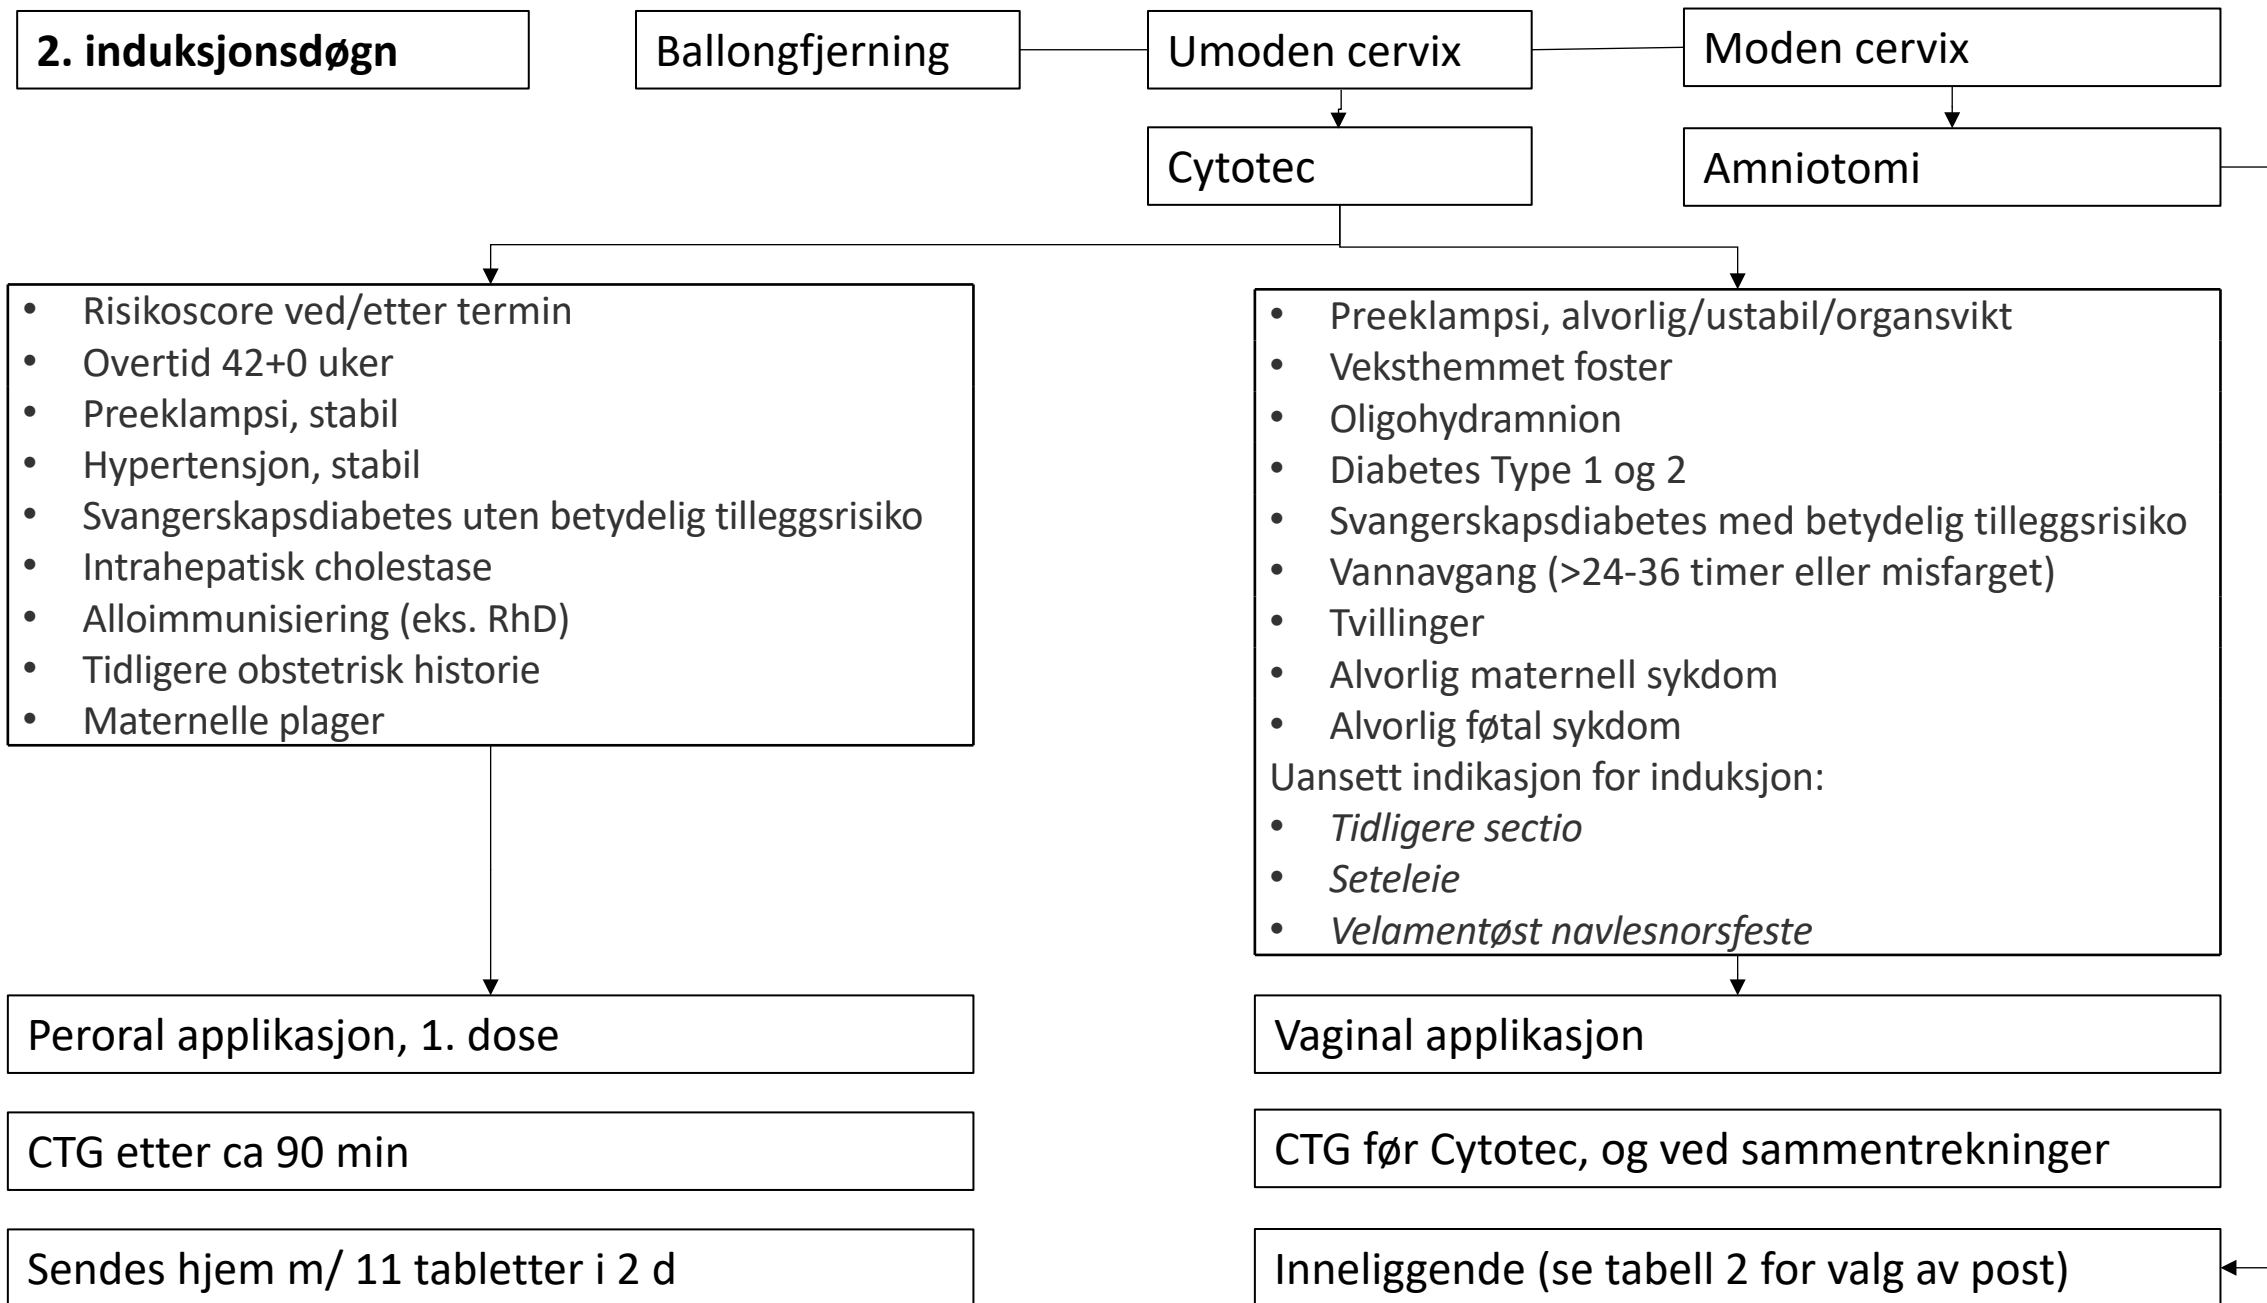 2. induksjonsdøgn
Ballongfjerning
Umoden cervix
Moden cervix
Cytotec
Amniotomi
• Risikoscore ved/etter termin
• Overtid 42+0 uker
• Preeklampsi, stabil
• Hypertensjon, stabil
• Svangerskapsdiabetes uten betydelig tilleggsrisiko
• Intrahepatisk cholestase
• Alloimmunisiering (eks. RhD)
• Tidligere obstetrisk historie
• Maternelle plager
• Preeklampsi, alvorlig/ustabil/organsvikt
• Veksthemmet foster
• Oligohydramnion
• Diabetes Type 1 og 2
• Svangerskapsdiabetes med betydelig tilleggsrisiko
• Vannavgang (>24-36 timer eller misfarget)
• Tvillinger
• Alvorlig maternell sykdom
• Alvorlig føtal sykdom
Uansett indikasjon for induksjon:
• Tidligere sectio
• Seteleie
• Velamentøst navlesnorsfeste
Peroral applikasjon, 1. dose
Vaginal applikasjon
CTG etter ca 90 min
CTG før Cytotec, og ved sammentrekninger
Sendes hjem m/ 11 tabletter i 2 d
Inneliggende (se tabell 2 for valg av post)